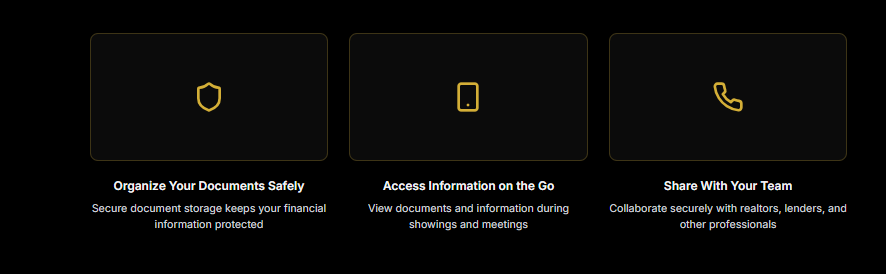 Organize Your Documents Safely
Secure document storage keeps your financial
information protected
Access Information on the Go
View documents and information during
showings and meetings
Share With Your Team
Collaborate securely with realtors, lenders, and
other professionals